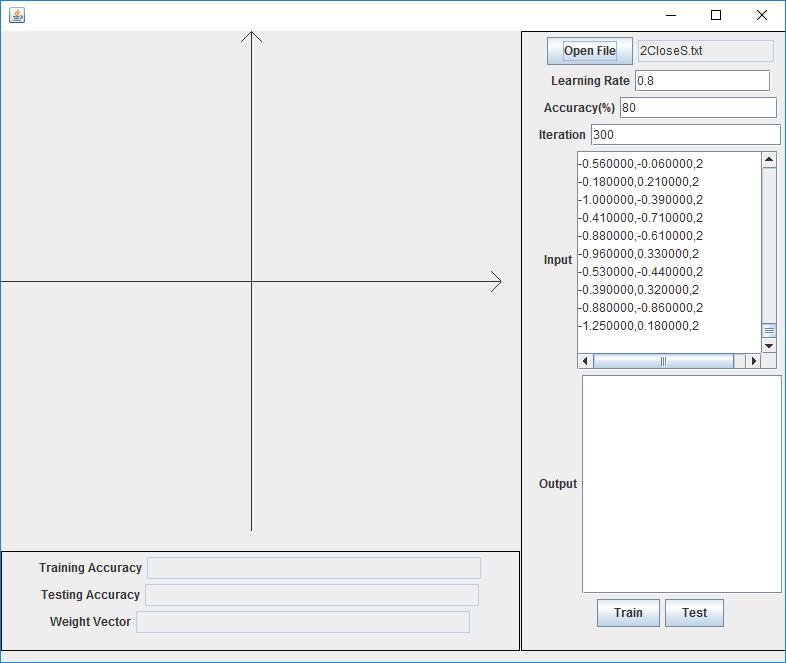 Open File 2CloseS.txt
Learning Rate 0.8
Accuracy(%) 80
Iteration 300
Input
-0.560000,-0.060000,2
-0.180000,0.210000,2
-1.000000,-0.390000,2
-0.410000,-0.710000,2
-0.880000,-0.610000,2
-0.960000,0.330000,2
-0.530000,-0.440000,2
-0.390000,0.320000,2
-0.880000,-0.860000,2
-1.250000,0.180000,2
Output
Train Test
Training Accuracy
Testing Accuracy
Weight Vector